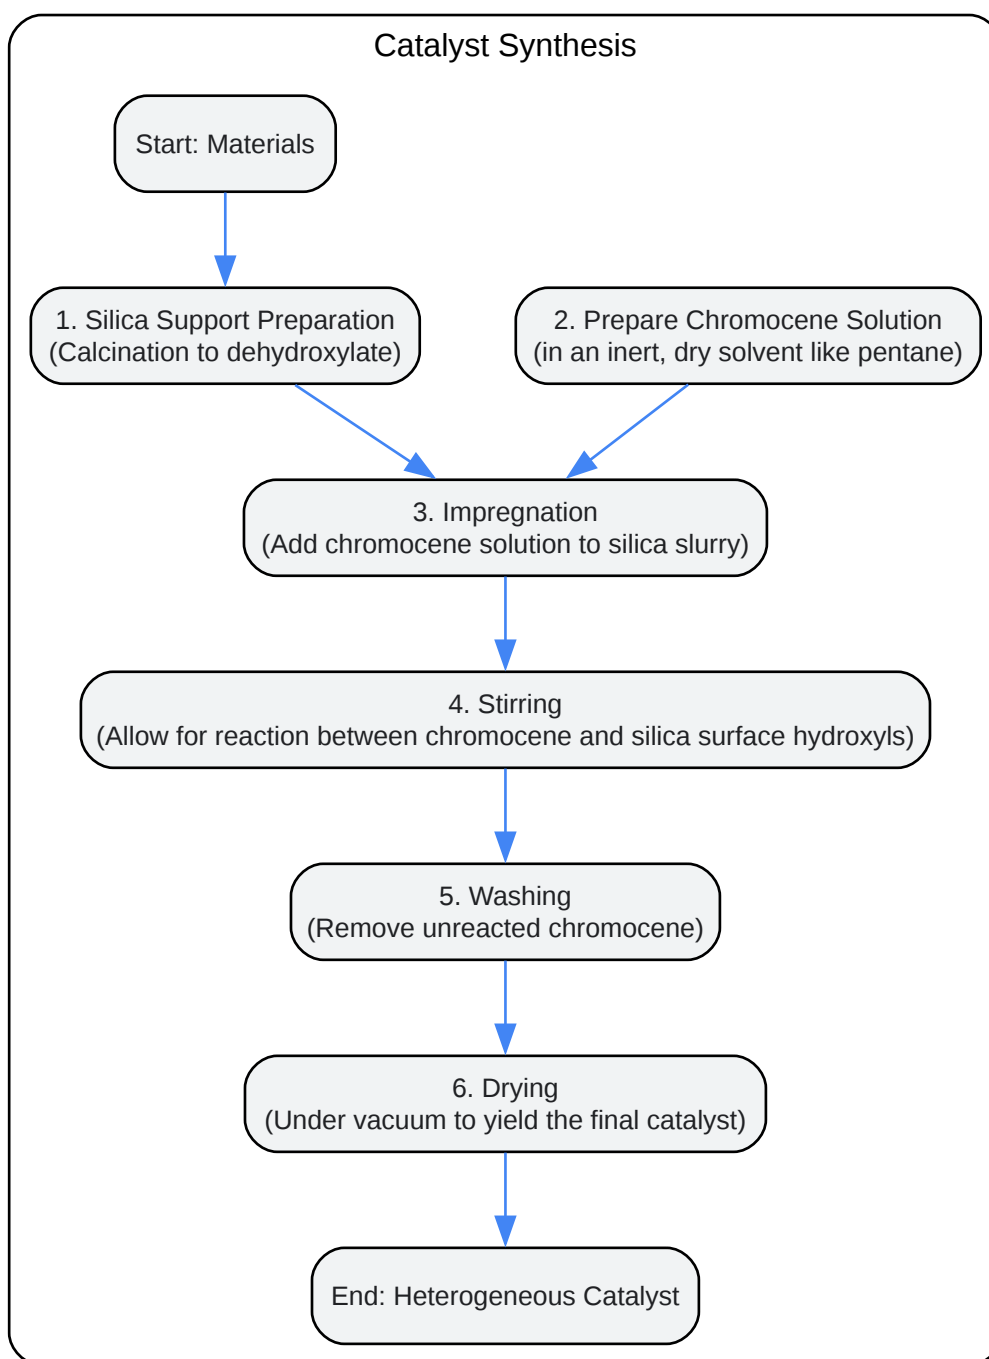 Catalyst Synthesis
Start: Materials
1. Silica Support Preparation
(Calcination to dehydroxylate)
2. Prepare Chromocene Solution
(in an inert, dry solvent like pentane)
3. Impregnation
(Add chromocene solution to silica slurry)
4. Stirring
(Allow for reaction between chromocene and silica surface hydroxyls)
5. Washing
(Remove unreacted chromocene)
6. Drying
(Under vacuum to yield the final catalyst)
End: Heterogeneous Catalyst